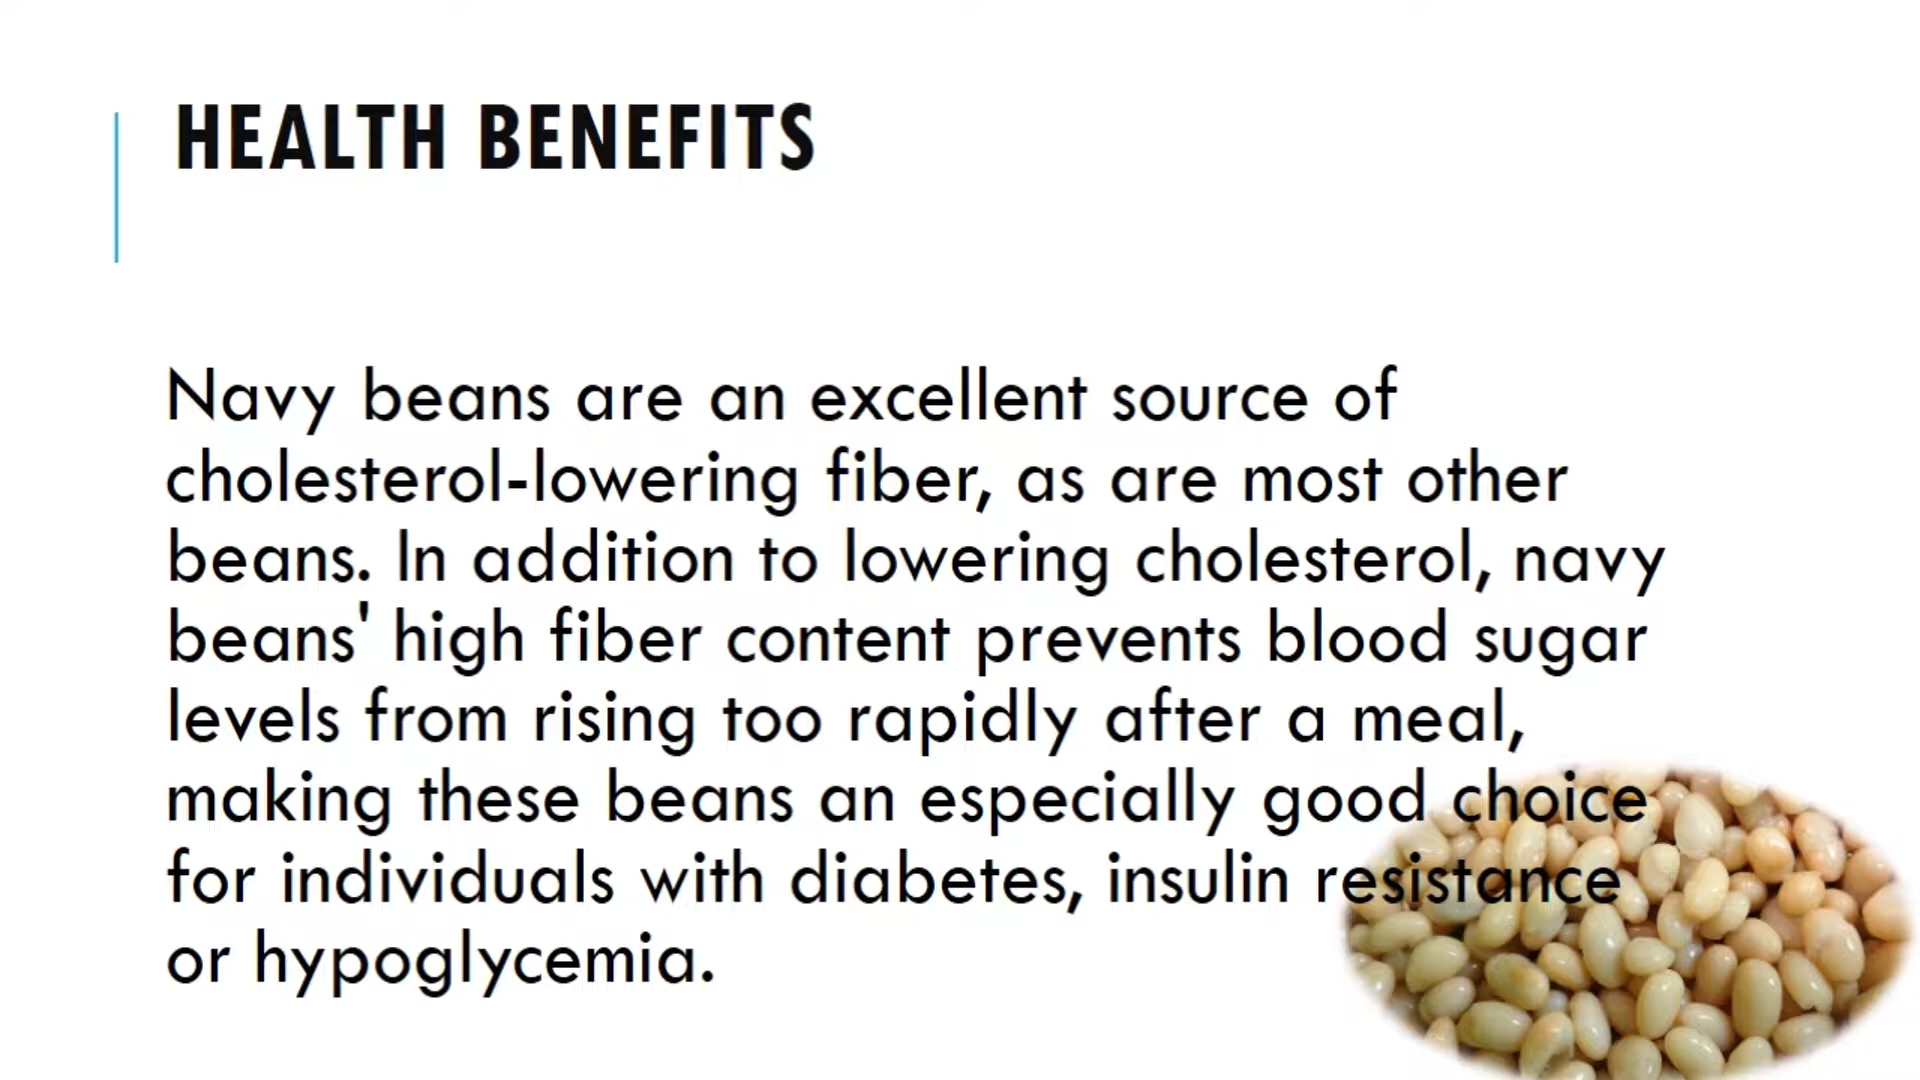 HEALTH BENEFITS
Navy beans are an excellent source of
cholesterol-lowering fiber, as are most other
beans. In addition to lowering cholesterol, navy
beans' high fiber content prevents blood sugar
levels from rising too rapidly after a meal,
making these beans an especially good choice
for individuals with diabetes, insulin resistance
or hypoglycemia.